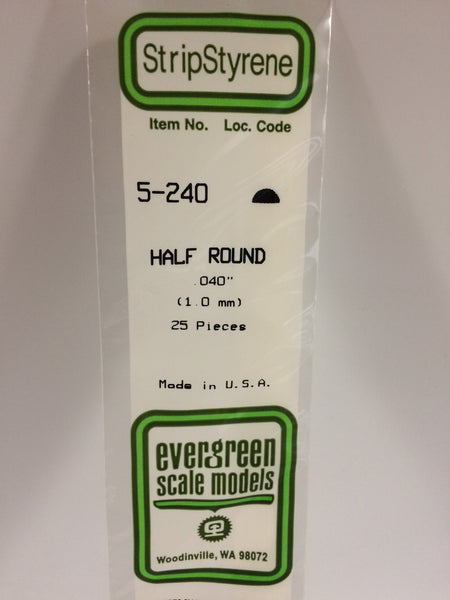 StripStyrene
Item No. Loc. Code
5-240
HALF ROUND
.040"
(1.0 mm)
25 Pieces
Made in U.S.A.
evergreen
scale models
Woodinville, WA 98072